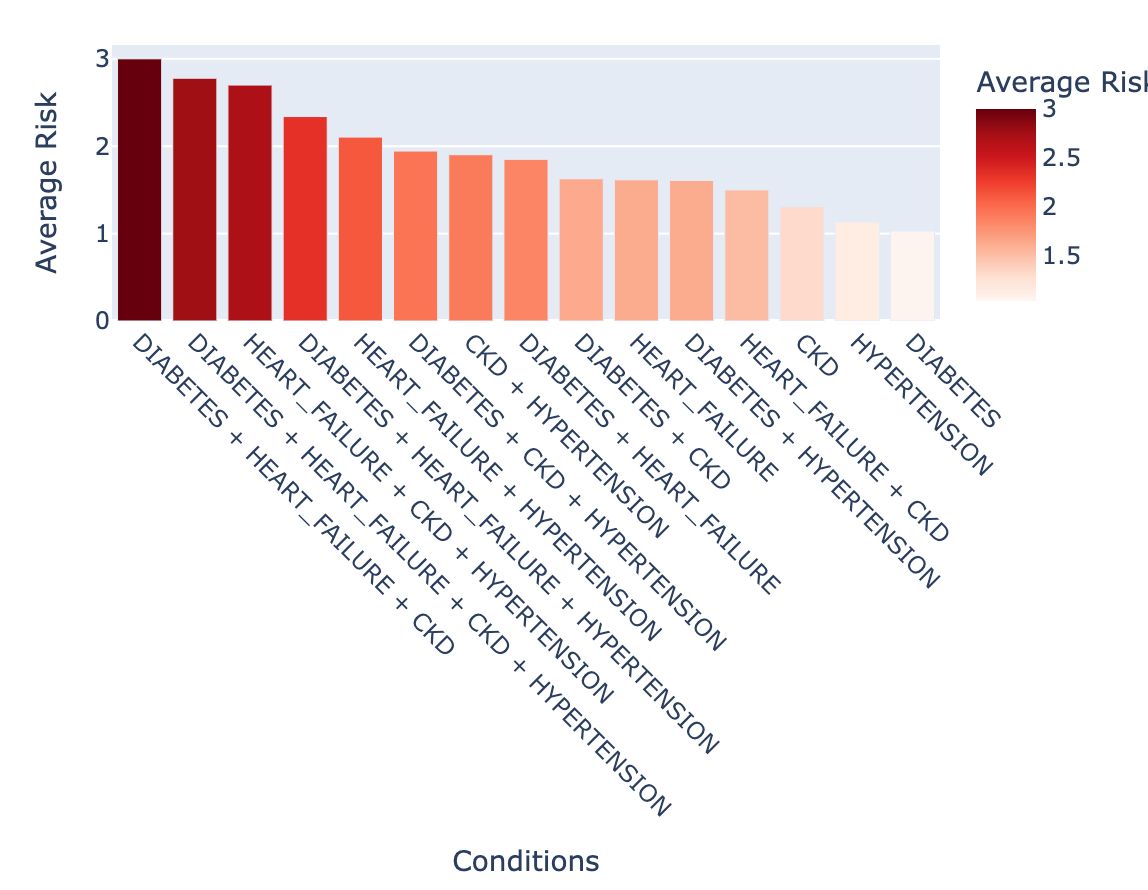 Average Risk
3
2
1
0
DIABETES + HEART_FAILURE + CKD
DIABETES + HEART_FAILURE + CKD + HYPERTENSION
HEART_FAILURE + CKD + HYPERTENSION
DIABETES + HEART_FAILURE + HYPERTENSION
HEART_FAILURE + HYPERTENSION
DIABETES + CKD + HYPERTENSION
CKD + HYPERTENSION
DIABETES + HEART_FAILURE
DIABETES + CKD
HEART_FAILURE
DIABETES + HYPERTENSION
HEART_FAILURE + CKD
CKD
HYPERTENSION
DIABETES
Conditions
Average Risk
3
2.5
2
1.5